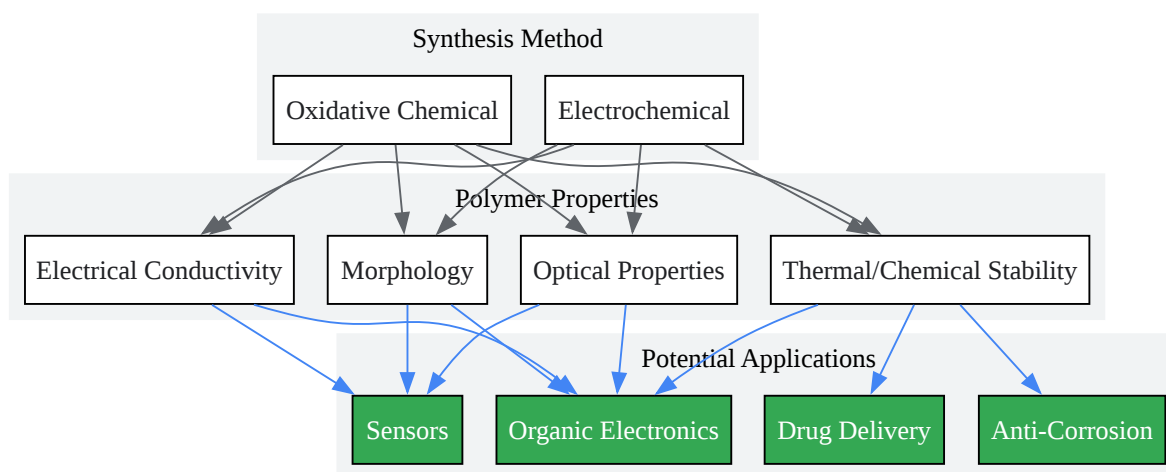 Synthesis Method
Oxidative Chemical
Electrochemical
Polymer Properties
Electrical Conductivity
Morphology
Optical Properties
Thermal/Chemical Stability
Potential Applications
Sensors
Organic Electronics
Drug Delivery
Anti-Corrosion